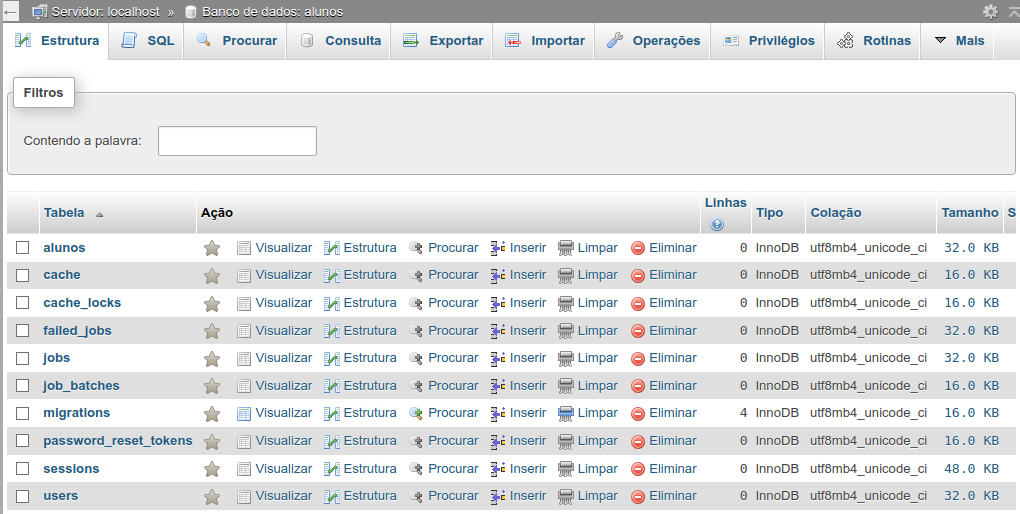 Servidor: localhost » Banco de dados: alunos
Estrutura SQL Procurar Consulta Exportar Importar Operações Privilégios Rotinas Mais
Filtros
Contendo a palavra:
Tabela Ação Linhas Tipo Colação Tamanho S
alunos Visualizar Estrutura Procurar Inserir Limpar Eliminar 0 InnoDB utf8mb4_unicode_ci 32.0 KB
cache Visualizar Estrutura Procurar Inserir Limpar Eliminar 0 InnoDB utf8mb4_unicode_ci 16.0 KB
cache_locks Visualizar Estrutura Procurar Inserir Limpar Eliminar 0 InnoDB utf8mb4_unicode_ci 16.0 KB
failed_jobs Visualizar Estrutura Procurar Inserir Limpar Eliminar 0 InnoDB utf8mb4_unicode_ci 32.0 KB
jobs Visualizar Estrutura Procurar Inserir Limpar Eliminar 0 InnoDB utf8mb4_unicode_ci 32.0 KB
job_batches Visualizar Estrutura Procurar Inserir Limpar Eliminar 0 InnoDB utf8mb4_unicode_ci 16.0 KB
migrations Visualizar Estrutura Procurar Inserir Limpar Eliminar 4 InnoDB utf8mb4_unicode_ci 16.0 KB
password_reset_tokens Visualizar Estrutura Procurar Inserir Limpar Eliminar 0 InnoDB utf8mb4_unicode_ci 16.0 KB
sessions Visualizar Estrutura Procurar Inserir Limpar Eliminar 0 InnoDB utf8mb4_unicode_ci 48.0 KB
users Visualizar Estrutura Procurar Inserir Limpar Eliminar 0 InnoDB utf8mb4_unicode_ci 32.0 KB